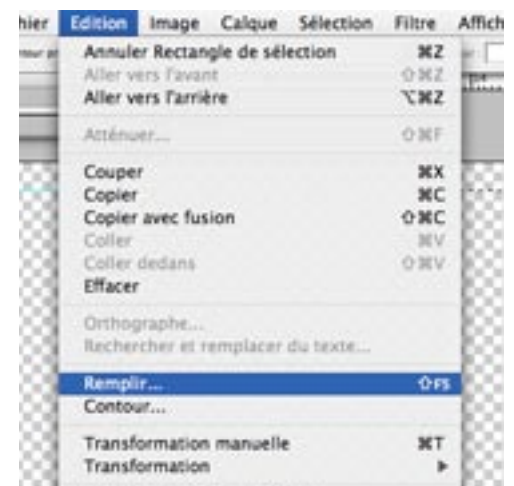 hier Edition Image Calque Sélection Filtre Affich
Annuler Rectangle de sélection ⌘Z
Aller vers l'avant ⇧⌘Z
Aller vers l'arrière ⌥⌘Z
Atténuer... ⇧⌘F
Couper ⌘X
Copier ⌘C
Copier avec fusion ⇧⌘C
Coller ⌘V
Coller dedans ⇧⌘V
Effacer
Orthographe...
Rechercher et remplacer du texte...
Remplir... ⇧F5
Contour...
Transformation manuelle ⌘T
Transformation